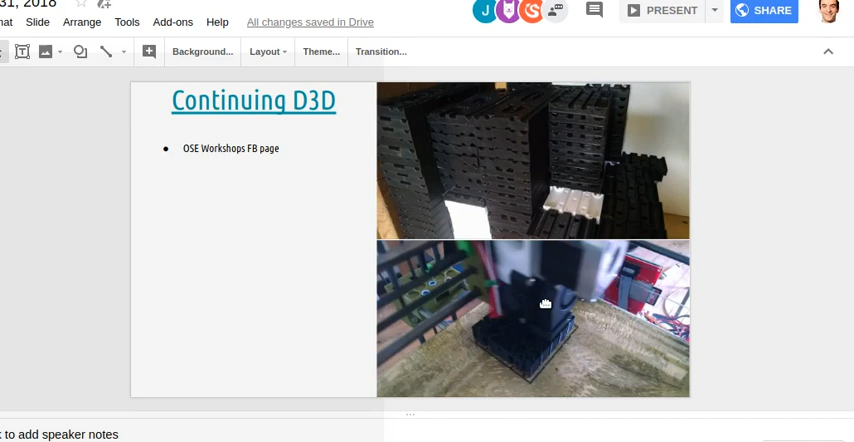 31, 2018
mat Slide Arrange Tools Add-ons Help All changes saved in Drive
J
PRESENT
SHARE
Background... Layout Theme... Transition...
Continuing D3D
● OSE Workshops FB page
k to add speaker notes